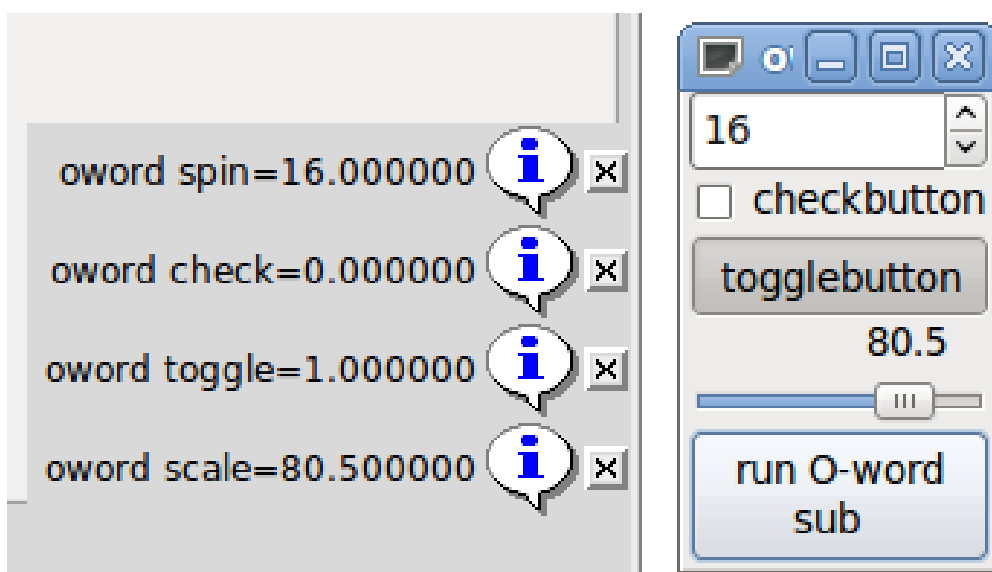 oword spin=16.000000
oword check=0.000000
oword toggle=1.000000
oword scale=80.500000
16
checkbutton
togglebutton
80.5
run O-word
sub